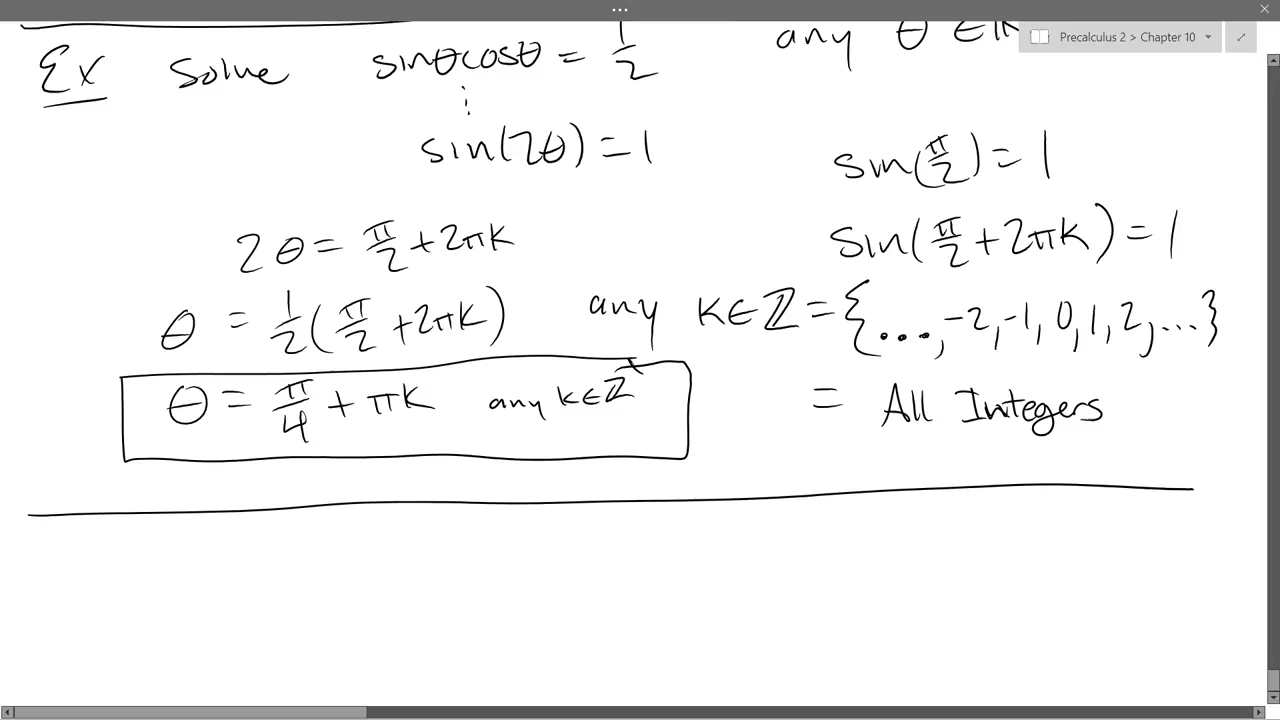 Precalculus 2 > Chapter 10
Ex Solve sinθcosθ = 1/2 any θ ∈ ℝ
⋮
sin(2θ) = 1
sin(π/2) = 1
2θ = π/2 + 2πk
sin(π/2 + 2πk) = 1
θ = 1/2(π/2 + 2πk) any k∈ℤ = {..., -2, -1, 0, 1, 2, ...}
θ = π/4 + πk any k∈ℤ
= All Integers